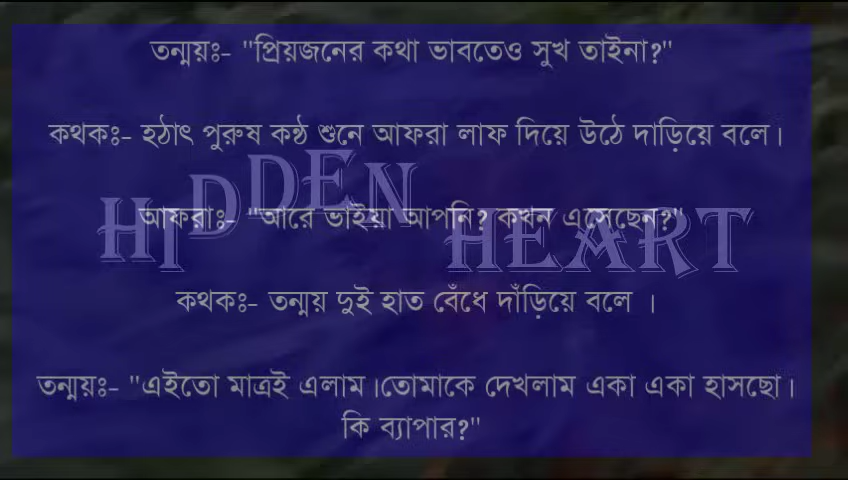 তন্ময়ঃ- "প্রিয়জনের কথা ভাবতেও সুখ তাইনা?"
কথকঃ- হঠাৎ পুরুষ কন্ঠ শুনে আফরা লাফ দিয়ে উঠে দাড়িয়ে বলে।
আফরাঃ- "আরে ভাইয়া আপনি? কখন এসেছেন?"
HIDDEN HEART
কথকঃ- তন্ময় দুই হাত বেঁধে দাঁড়িয়ে বলে ।
তন্ময়ঃ- "এইতো মাত্রই এলাম।তোমাকে দেখলাম একা একা হাসছো।
কি ব্যাপার?"